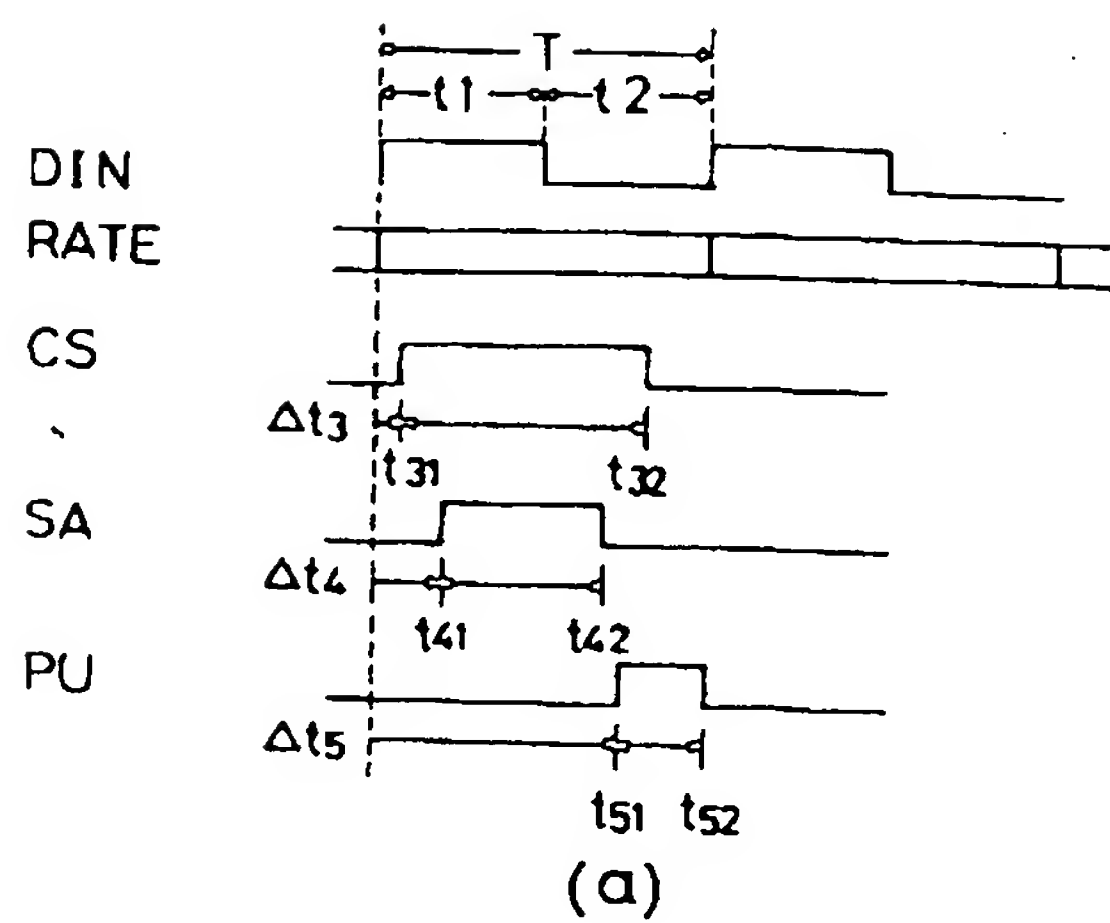 T
t1 t2
DIN
RATE
CS
Δt3
t31 t32
SA
Δt4
t41 t42
PU
Δt5
t51 t52
(a)